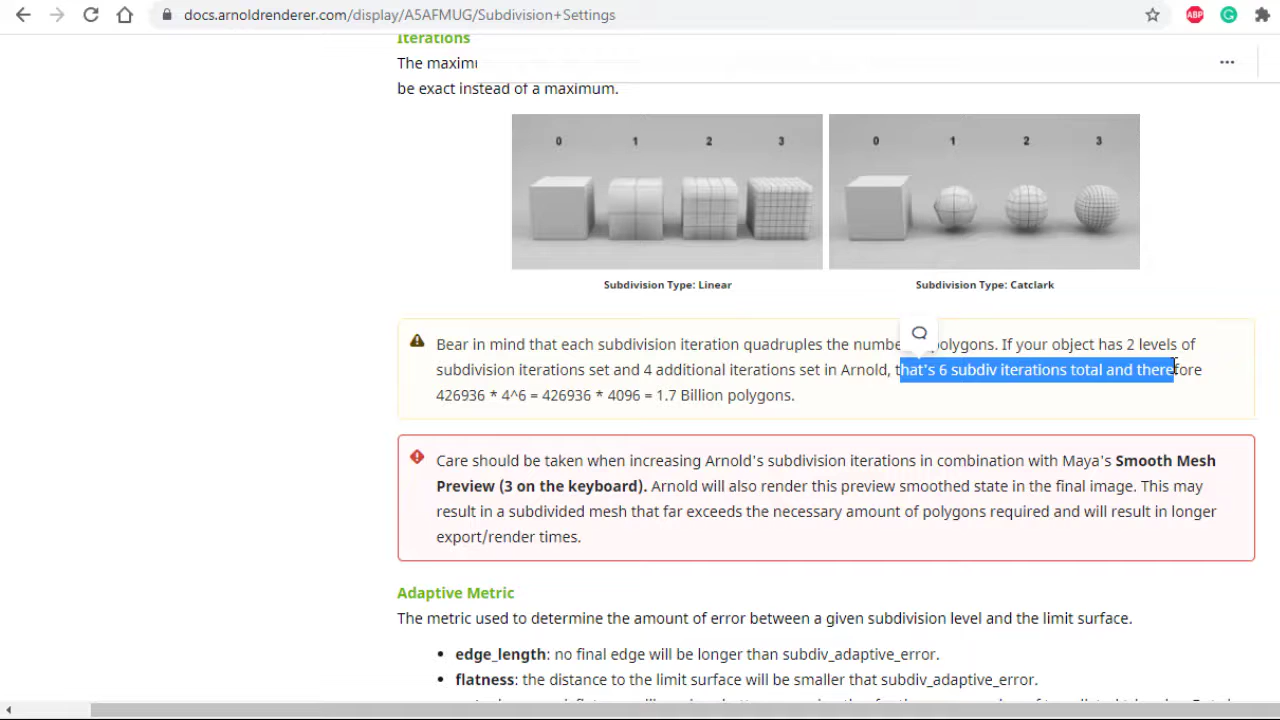 docs.arnoldrenderer.com/display/A5AFMUG/Subdivision+Settings
ABP
G
Iterations
The maximu
be exact instead of a maximum.
0 1 2 3
0 1 2 3
Subdivision Type: Linear
Subdivision Type: Catclark
Bear in mind that each subdivision iteration quadruples the numbe polygons. If your object has 2 levels of
subdivision iterations set and 4 additional iterations set in Arnold, that's 6 subdiv iterations total and therefore
426936 * 4^6 = 426936 * 4096 = 1.7 Billion polygons.
Care should be taken when increasing Arnold's subdivision iterations in combination with Maya's Smooth Mesh
Preview (3 on the keyboard). Arnold will also render this preview smoothed state in the final image. This may
result in a subdivided mesh that far exceeds the necessary amount of polygons required and will result in longer
export/render times.
Adaptive Metric
The metric used to determine the amount of error between a given subdivision level and the limit surface.
• edge_length: no final edge will be longer than subdiv_adaptive_error.
• flatness: the distance to the limit surface will be smaller that subdiv_adaptive_error.